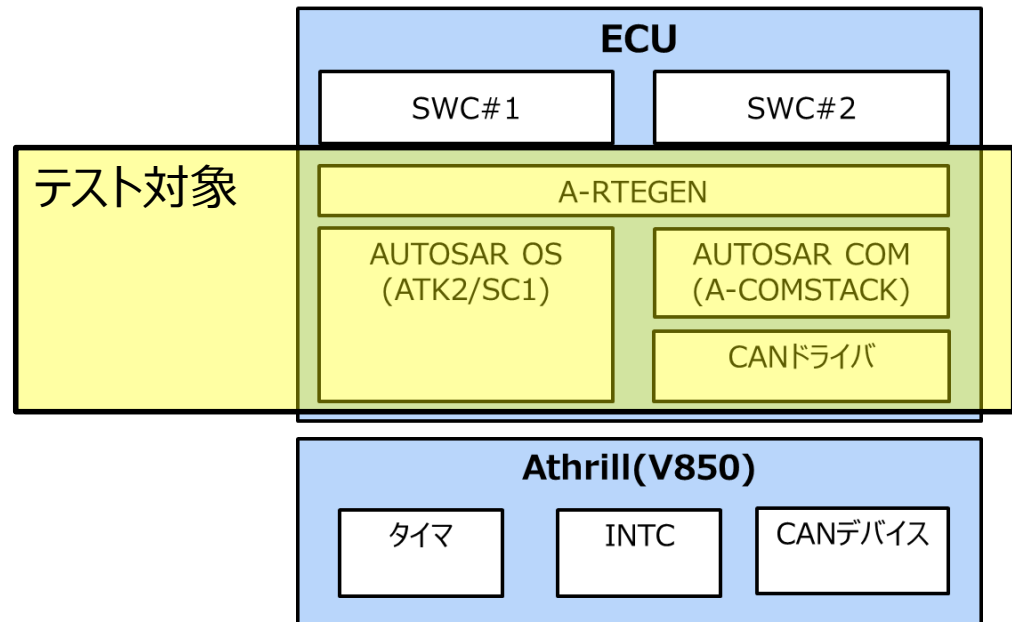 ECU
SWC#1
SWC#2
テスト対象
A-RTEGEN
AUTOSAR OS
(ATK2/SC1)
AUTOSAR COM
(A-COMSTACK)
CANドライバ
Athrill(V850)
タイマ
INTC
CANデバイス